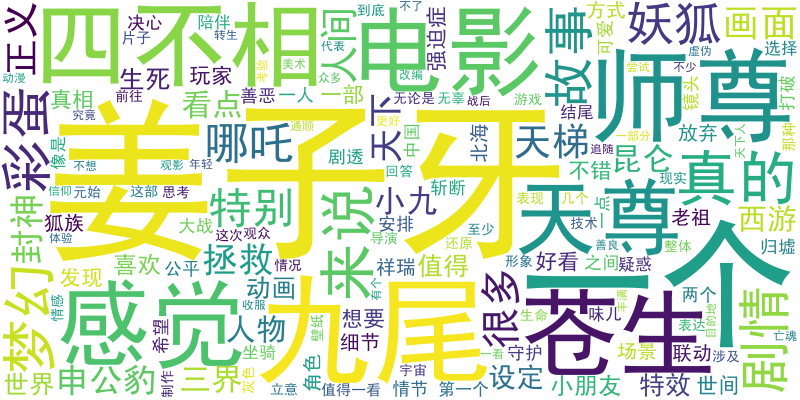 正义
决心
片子
四不相
陪伴
转生
到底
代表
人间
电影
强迫症
不了
方式
可爱
改编
妖狐
虚伪
不少
尝试
画面
选择
动漫
美术
考验
众多
生死
玩家
故事
师尊
镜头
打破
彩蛋
真相
前往
善恶
一人
一部
看点
无论是
无辜
战后
游戏
结尾
放弃
那种
究竟
通顺
更好
追随
一部分
天下人
像是
不想
观影
年轻
哪吒
剧透
天下
中国
北海
天梯
不错
昆仑
真的
姜子牙
信仰
元始
这部
思考
回答
斩断
现实
封神
狐族
特别
小九
点
表现
几个
体验
大战
这次
观众
来说
安排
至少
天尊
技术
老祖
西游
一个
梦幻
发现
喜欢
公平
拯救
情况
导演
还原
祥瑞
值得
形象
善良
整体
归墟
好看
之间
疑惑
情感
感觉
希望
收服
动画
有个
九尾
很多
生命
味儿
苍生
丰满
两个
剧情
人物
坐骑
壁纸
想要
细节
一看
守护
表达
目的地
亡魂
世界
申公豹
制作
三界
灰色
立意
角色
值得一看
情节
宇宙
第一个
设定
小朋友
场景
特效
联动
世间
涉及